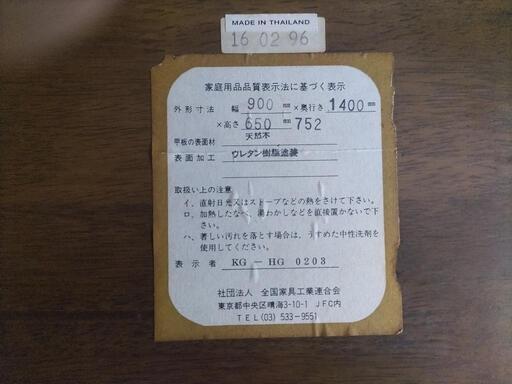 MADE IN THAILAND
16 02 96
家庭用品品質表示法に基づく表示
外形寸法 幅 900 mm ×奥行き 1400 mm
×高さ 650 mm 752
甲板の表面材 天然木
表面加工 ウレタン樹脂塗装
取扱い上の注意
イ、直射日光又はストーブなどの熱をさけて下さい。
ロ、加熱したなべ、湯わかしなどを直接置かないで下
さい。
ハ、著しい汚れを落とす場合は、うすめた中性洗剤を
使用してください。
表示者 KG － HG 0203
社団法人 全国家具工業連合会
東京都中央区晴海3-10-1 JFC内
TEL(03) 533-9551